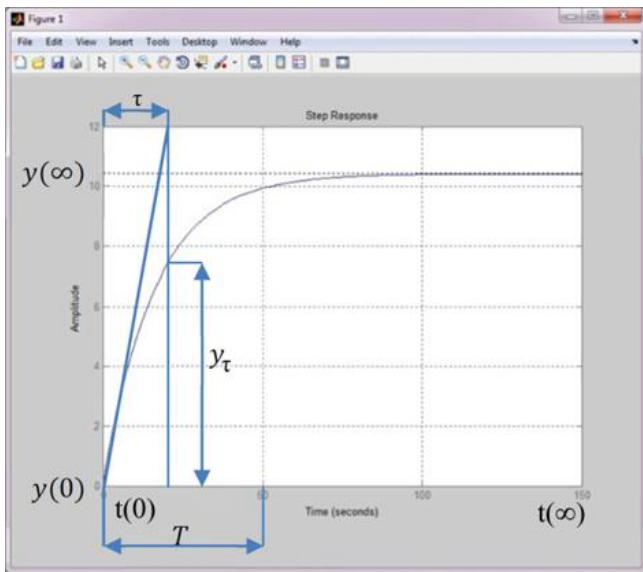 Figure 1
File Edit View Insert Tools Desktop Window Help
τ
Step Response
12
y(∞)
10
8
6
4
2
0
Amplitude
y_τ
y(0)
t(0)
50
100
150
Time (seconds)
t(∞)
T